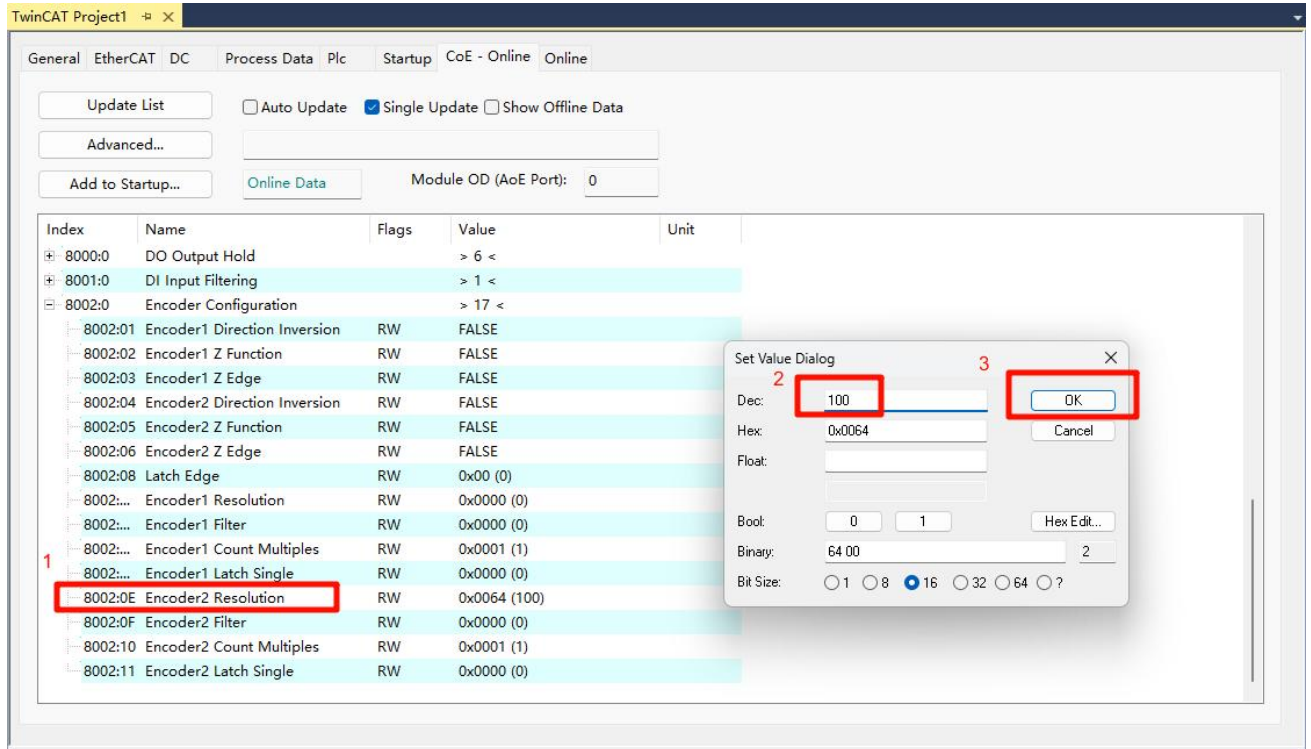 TwinCAT Project1
General EtherCAT DC Process Data Plc Startup CoE - Online Online
Update List Auto Update Single Update Show Offline Data
Advanced...
Add to Startup... Online Data Module OD (AoE Port): 0
Index Name Flags Value Unit
8000:0 DO Output Hold > 6 <
8001:0 DI Input Filtering > 1 <
8002:0 Encoder Configuration > 17 <
8002:01 Encoder1 Direction Inversion RW FALSE
8002:02 Encoder1 Z Function RW FALSE
8002:03 Encoder1 Z Edge RW FALSE
8002:04 Encoder2 Direction Inversion RW FALSE
8002:05 Encoder2 Z Function RW FALSE
8002:06 Encoder2 Z Edge RW FALSE
8002:08 Latch Edge RW 0x00 (0)
8002:... Encoder1 Resolution RW 0x0000 (0)
8002:... Encoder1 Filter RW 0x0000 (0)
8002:... Encoder1 Count Multiples RW 0x0001 (1)
1
8002:... Encoder1 Latch Single RW 0x0000 (0)
8002:0E Encoder2 Resolution RW 0x0064 (100)
8002:0F Encoder2 Filter RW 0x0000 (0)
8002:10 Encoder2 Count Multiples RW 0x0001 (1)
8002:11 Encoder2 Latch Single RW 0x0000 (0)
Set Value Dialog
2 3
Dec: 100 OK
Hex: 0x0064 Cancel
Float:
Bool: 0 1 Hex Edit...
Binary: 64 00 2
Bit Size: 1 8 16 32 64 ?